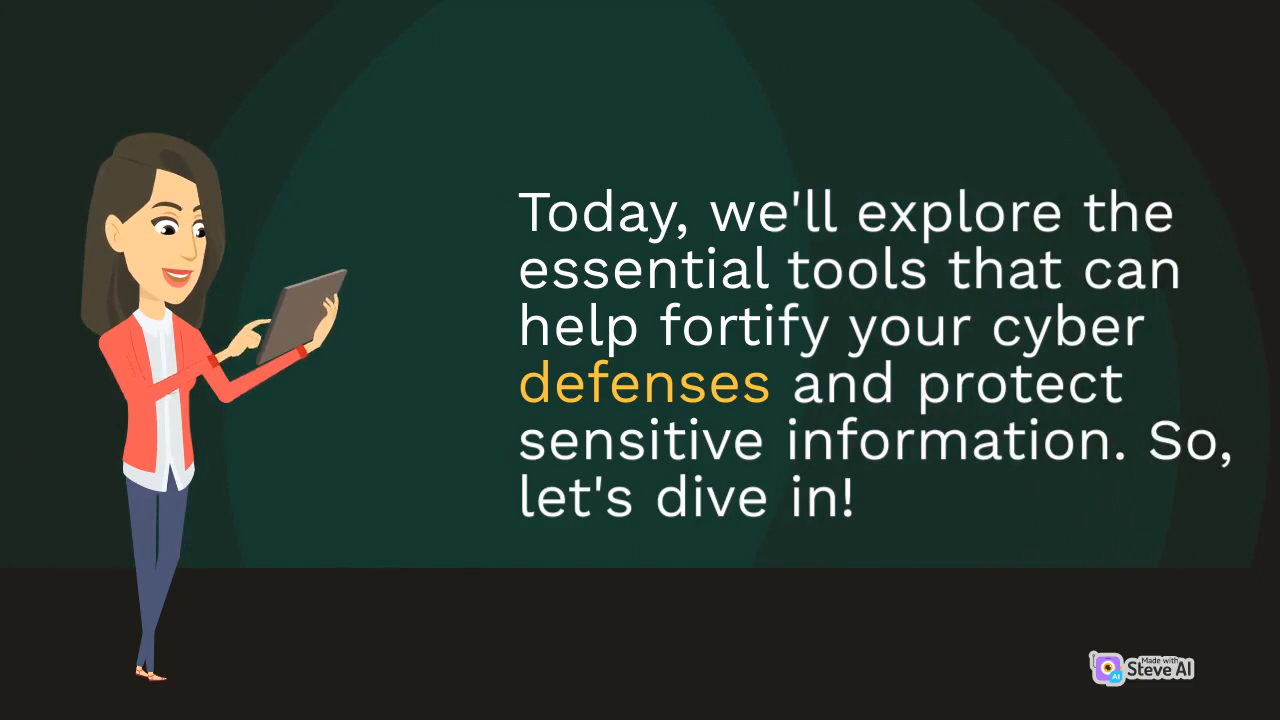 Today, we'll explore the
essential tools that can
help fortify your cyber
defenses and protect
sensitive information. So,
let's dive in!
Made with
Steve AI
AI